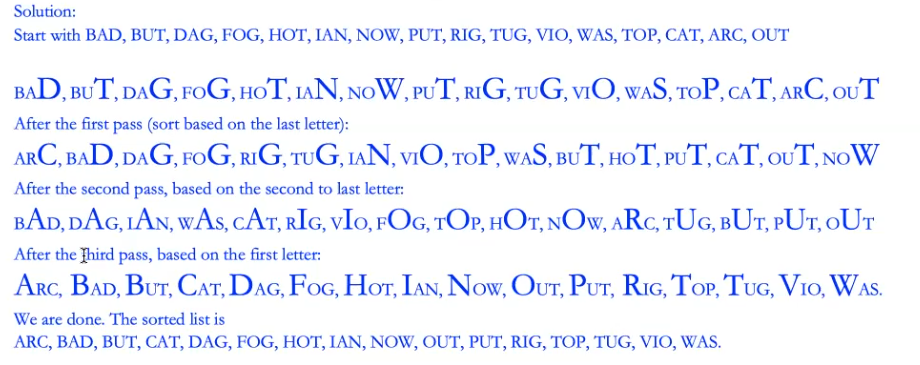 Solution:
Start with BAD, BUT, DAG, FOG, HOT, IAN, NOW, PUT, RIG, TUG, VIO, WAS, TOP, CAT, ARC, OUT
BAD, BUT, DAG, FOG, HOT, IAN, NOW, PUT, RIG, TUG, VIO, WAS, TOP, CAT, ARC, OUT
After the first pass (sort based on the last letter):
ARC, BAD, DAG, FOG, RIG, TUG, IAN, VIO, TOP, WAS, BUT, HOT, PUT, CAT, OUT, NOW
After the second pass, based on the second to last letter:
BAD, DAG, IAN, WAS, CAT, RIG, VIO, FOG, TOP, HOT, NOW, ARC, TUG, BUT, PUT, OUT
After the Third pass, based on the first letter:
ARC, BAD, BUT, CAT, DAG, FOG, HOT, IAN, NOW, OUT, PUT, RIG, TOP, TUG, VIO, WAS.
We are done. The sorted list is
ARC, BAD, BUT, CAT, DAG, FOG, HOT, IAN, NOW, OUT, PUT, RIG, TOP, TUG, VIO, WAS.